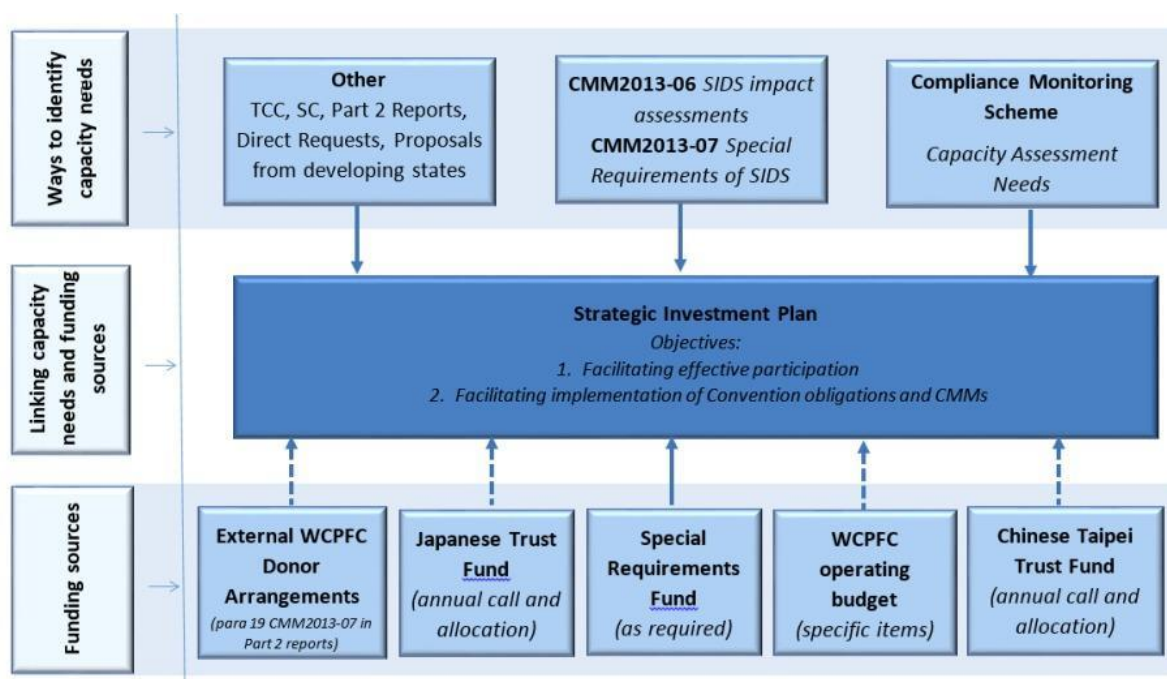 Ways to identify
capacity needs
Other
TCC, SC, Part 2 Reports,
Direct Requests, Proposals
from developing states
CMM2013-06 SIDS impact
assessments
CMM2013-07 Special
Requirements of SIDS
Compliance Monitoring
Scheme
Capacity Assessment
Needs
Linking capacity
needs and funding
sources
Strategic Investment Plan
Objectives:
1. Facilitating effective participation
2. Facilitating implementation of Convention obligations and CMMs
Funding sources
External WCPFC
Donor
Arrangements
(para 19 CMM2013-07 in
Part 2 reports)
Japanese Trust
Fund
(annual call and
allocation)
Special
Requirements
Fund
(as required)
WCPFC
operating
budget
(specific items)
Chinese Taipei
Trust Fund
(annual call and
allocation)